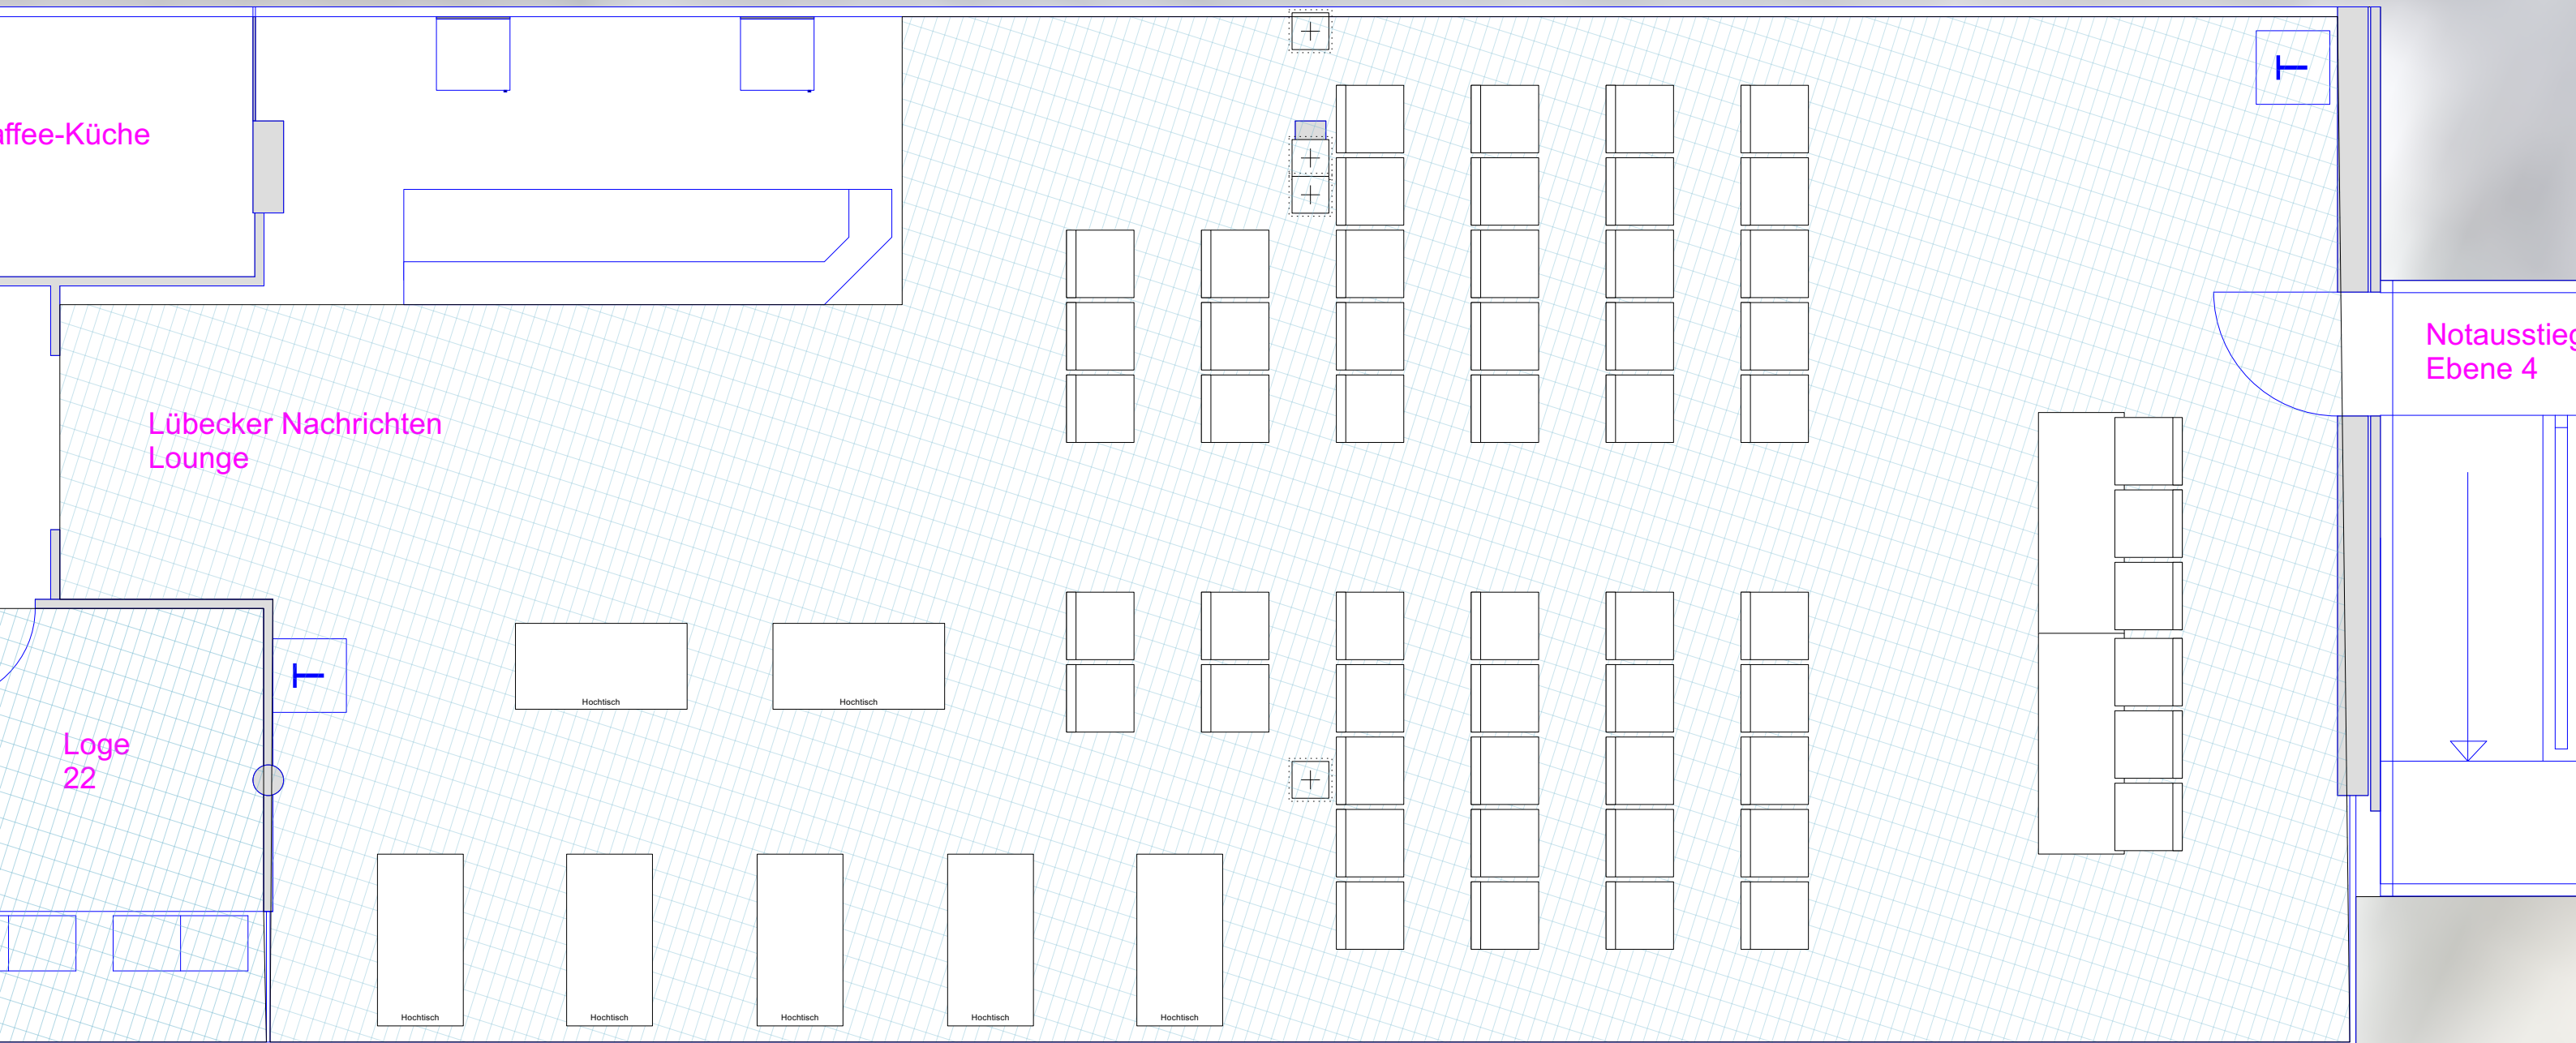 affee-Küche
Notausstieg
Ebene 4
Lübecker Nachrichten
Lounge
Hochtisch
Hochtisch
Loge
22
Hochtisch
Hochtisch
Hochtisch
Hochtisch
Hochtisch
T
T